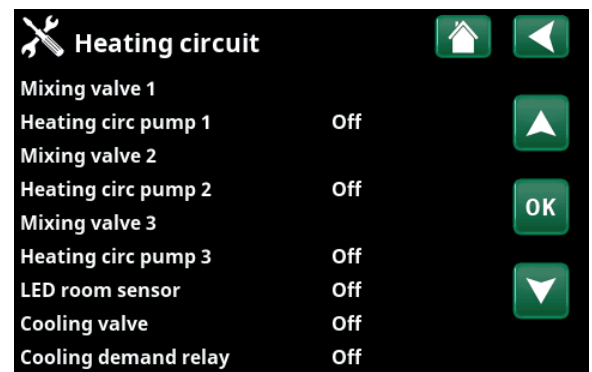 Heating circuit
Mixing valve 1
Heating circ pump 1 Off
Mixing valve 2
Heating circ pump 2 Off
Mixing valve 3
Heating circ pump 3 Off
LED room sensor Off
Cooling valve Off
Cooling demand relay Off
OK